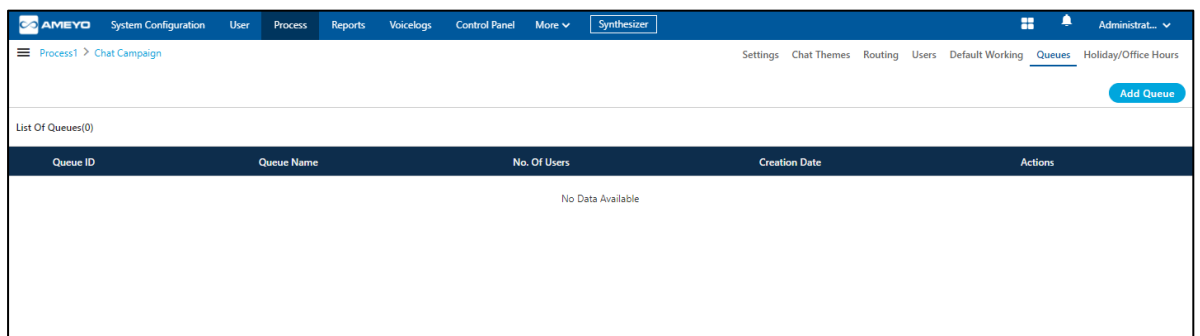 AMEYO System Configuration User Process Reports Voicelogs Control Panel More Synthesizer Administrat...
Process1 > Chat Campaign Settings Chat Themes Routing Users Default Working Queues Holiday/Office Hours
Add Queue
List Of Queues(0)
Queue ID Queue Name No. Of Users Creation Date Actions
No Data Available